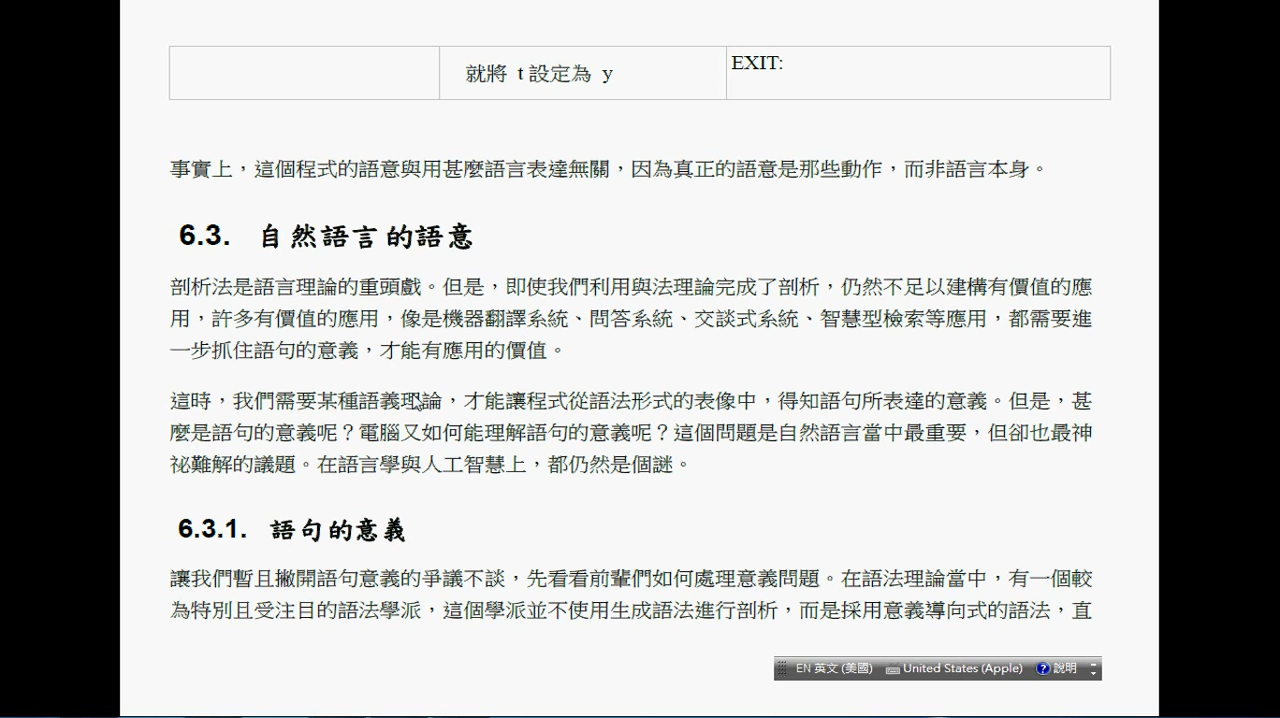 就將 t 設定為 y
EXIT:
事實上，這個程式的語意與用甚麼語言表達無關，因為真正的語意是那些動作，而非語言本身。
6.3. 自然語言的語意
剖析法是語言理論的重頭戲。但是，即使我們利用與法理論完成了剖析，仍然不足以建構有價值的應
用，許多有價值的應用，像是機器翻譯系統、問答系統、交談式系統、智慧型檢索等應用，都需要進
一步抓住語句的意義，才能有應用的價值。
這時，我們需要某種語義理論，才能讓程式從語法形式的表像中，得知語句所表達的意義。但是，甚
麼是語句的意義呢？電腦又如何能理解語句的意義呢？這個問題是自然語言當中最重要，但卻也最神
祕難解的議題。在語言學與人工智慧上，都仍然是個謎。
6.3.1. 語句的意義
讓我們暫且撇開語句意義的爭議不談，先看看前輩們如何處理意義問題。在語法理論當中，有一個較
為特別且受注目的語法學派，這個學派並不使用生成語法進行剖析，而是採用意義導向式的語法，直
EN 英文 (美國) United States (Apple) 說明